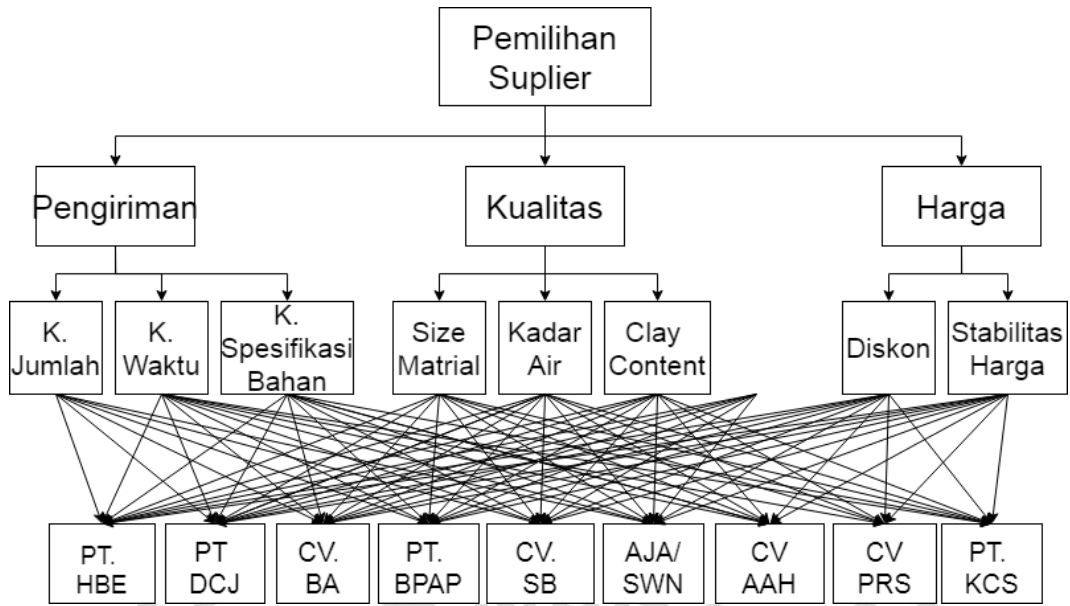 Pemilihan
Suplier
Pengiriman
Kualitas
Harga
K.
Jumlah
K.
Waktu
K.
Spesifikasi
Bahan
Size
Matrial
Kadar
Air
Clay
Content
Diskon
Stabilitas
Harga
PT.
HBE
PT
DCJ
CV.
BA
PT.
BPAP
CV.
SB
AJA/
SWN
CV
AAH
CV
PRS
PT.
KCS